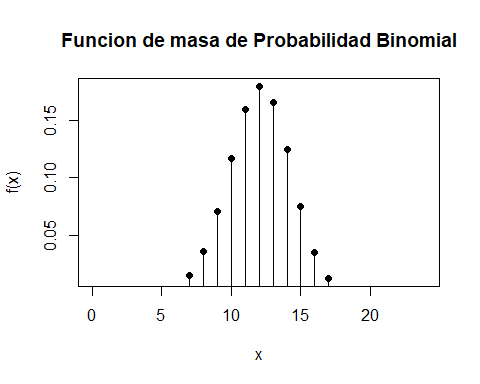 Funcion de masa de Probabilidad Binomial
f(x)
0.15
0.10
0.05
0 5 10 15 20
x